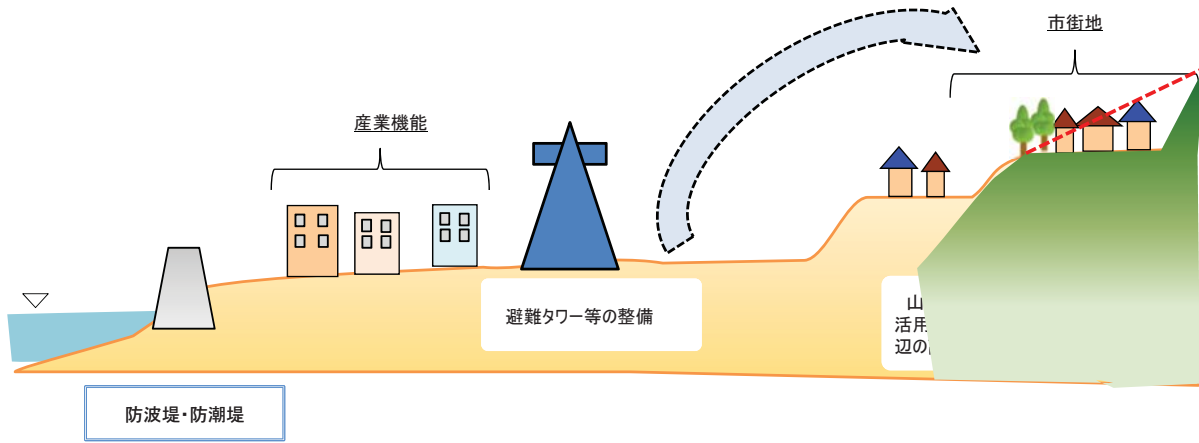 市街地
産業機能
避難タワー等の整備
山
活用
辺の
防波堤・防潮堤